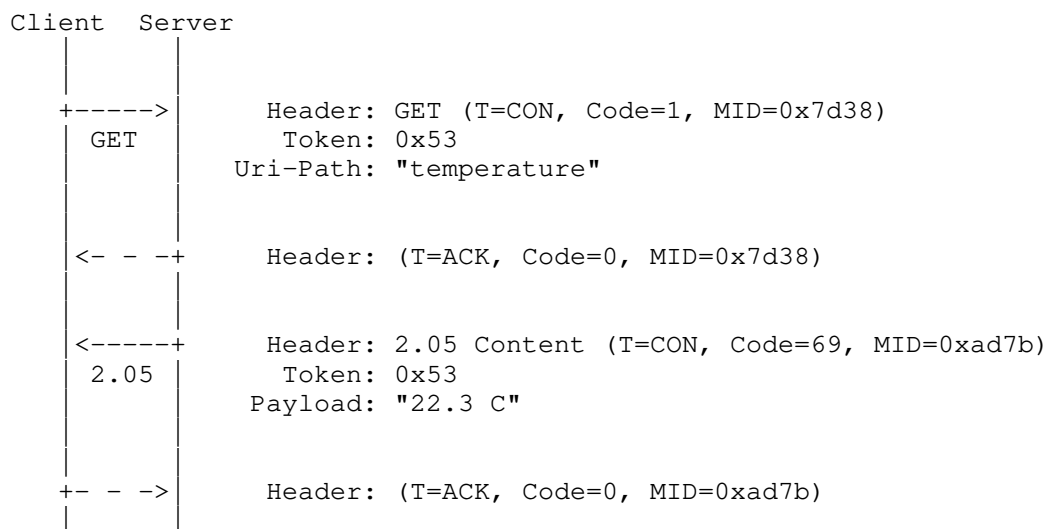 Client Server
+----->| Header: GET (T=CON, Code=1, MID=0x7d38)
| GET | Token: 0x53
| | Uri-Path: "temperature"
|<- - -+ Header: (T=ACK, Code=0, MID=0x7d38)
|<-----+ Header: 2.05 Content (T=CON, Code=69, MID=0xad7b)
| 2.05 | Token: 0x53
| | Payload: "22.3 C"
+- - ->| Header: (T=ACK, Code=0, MID=0xad7b)